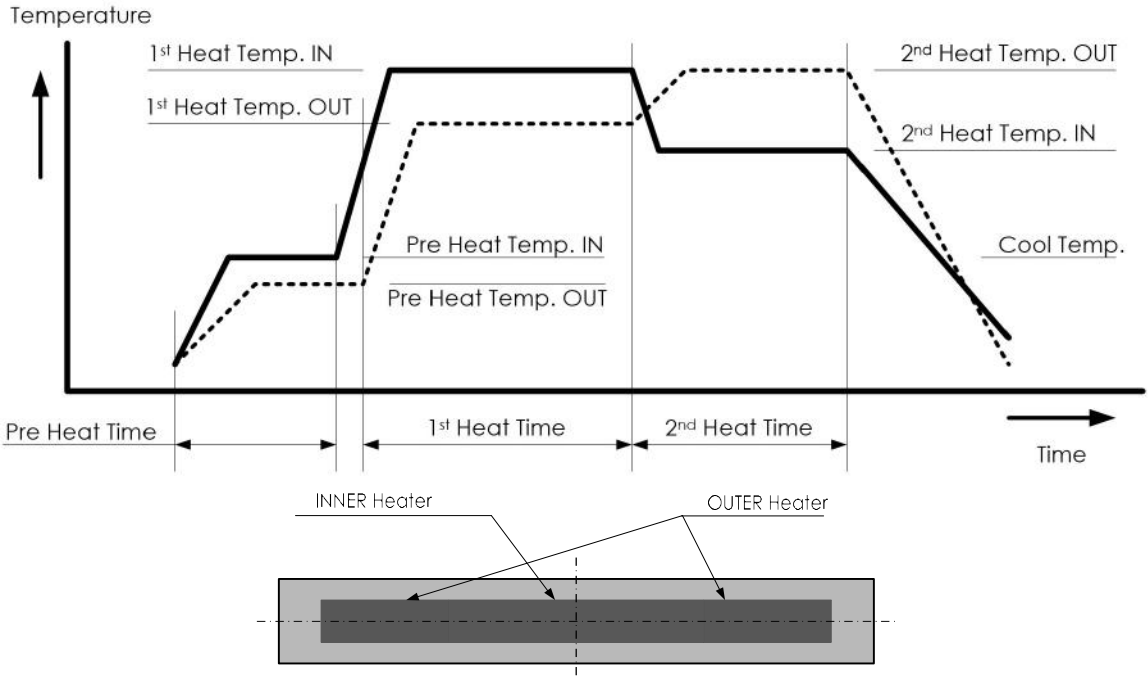 Temperature
1st Heat Temp. IN
2nd Heat Temp. OUT
1st Heat Temp. OUT
2nd Heat Temp. IN
Pre Heat Temp. IN
Cool Temp.
Pre Heat Temp. OUT
Pre Heat Time
1st Heat Time
2nd Heat Time
Time
INNER Heater
OUTER Heater